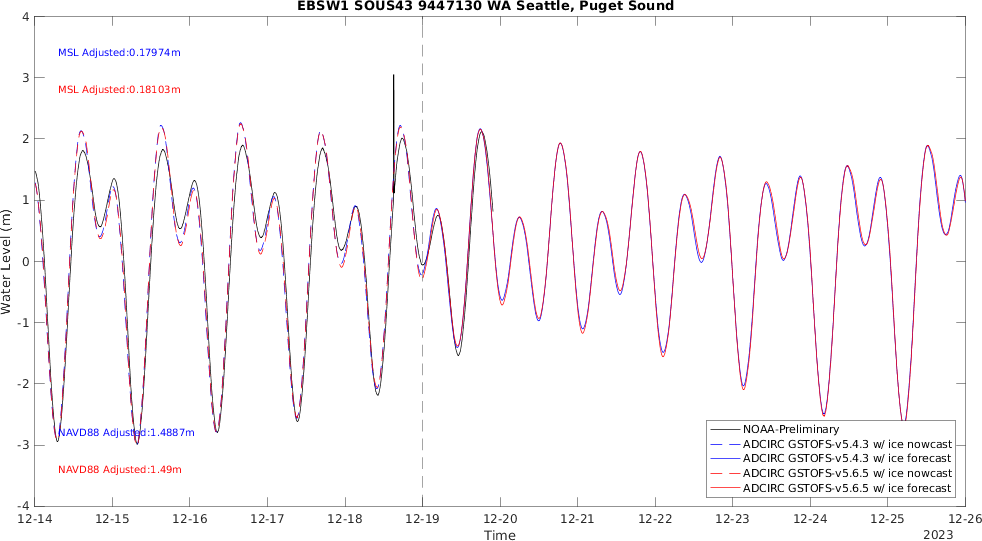 EBSW1 SOUS43 9447130 WA Seattle, Puget Sound
4
3
2
1
0
-1
-2
-3
-4
Water Level (m)
MSL Adjusted:0.17974m
MSL Adjusted:0.18103m
NAVD88 Adjusted:1.4887m
NAVD88 Adjusted:1.49m
NOAA-Preliminary
ADCIRC GSTOFS-v5.4.3 w/ ice nowcast
ADCIRC GSTOFS-v5.4.3 w/ ice forecast
ADCIRC GSTOFS-v5.6.5 w/ ice nowcast
ADCIRC GSTOFS-v5.6.5 w/ ice forecast
12-14 12-15 12-16 12-17 12-18 12-19 12-20 12-21 12-22 12-23 12-24 12-25 12-26
Time
2023